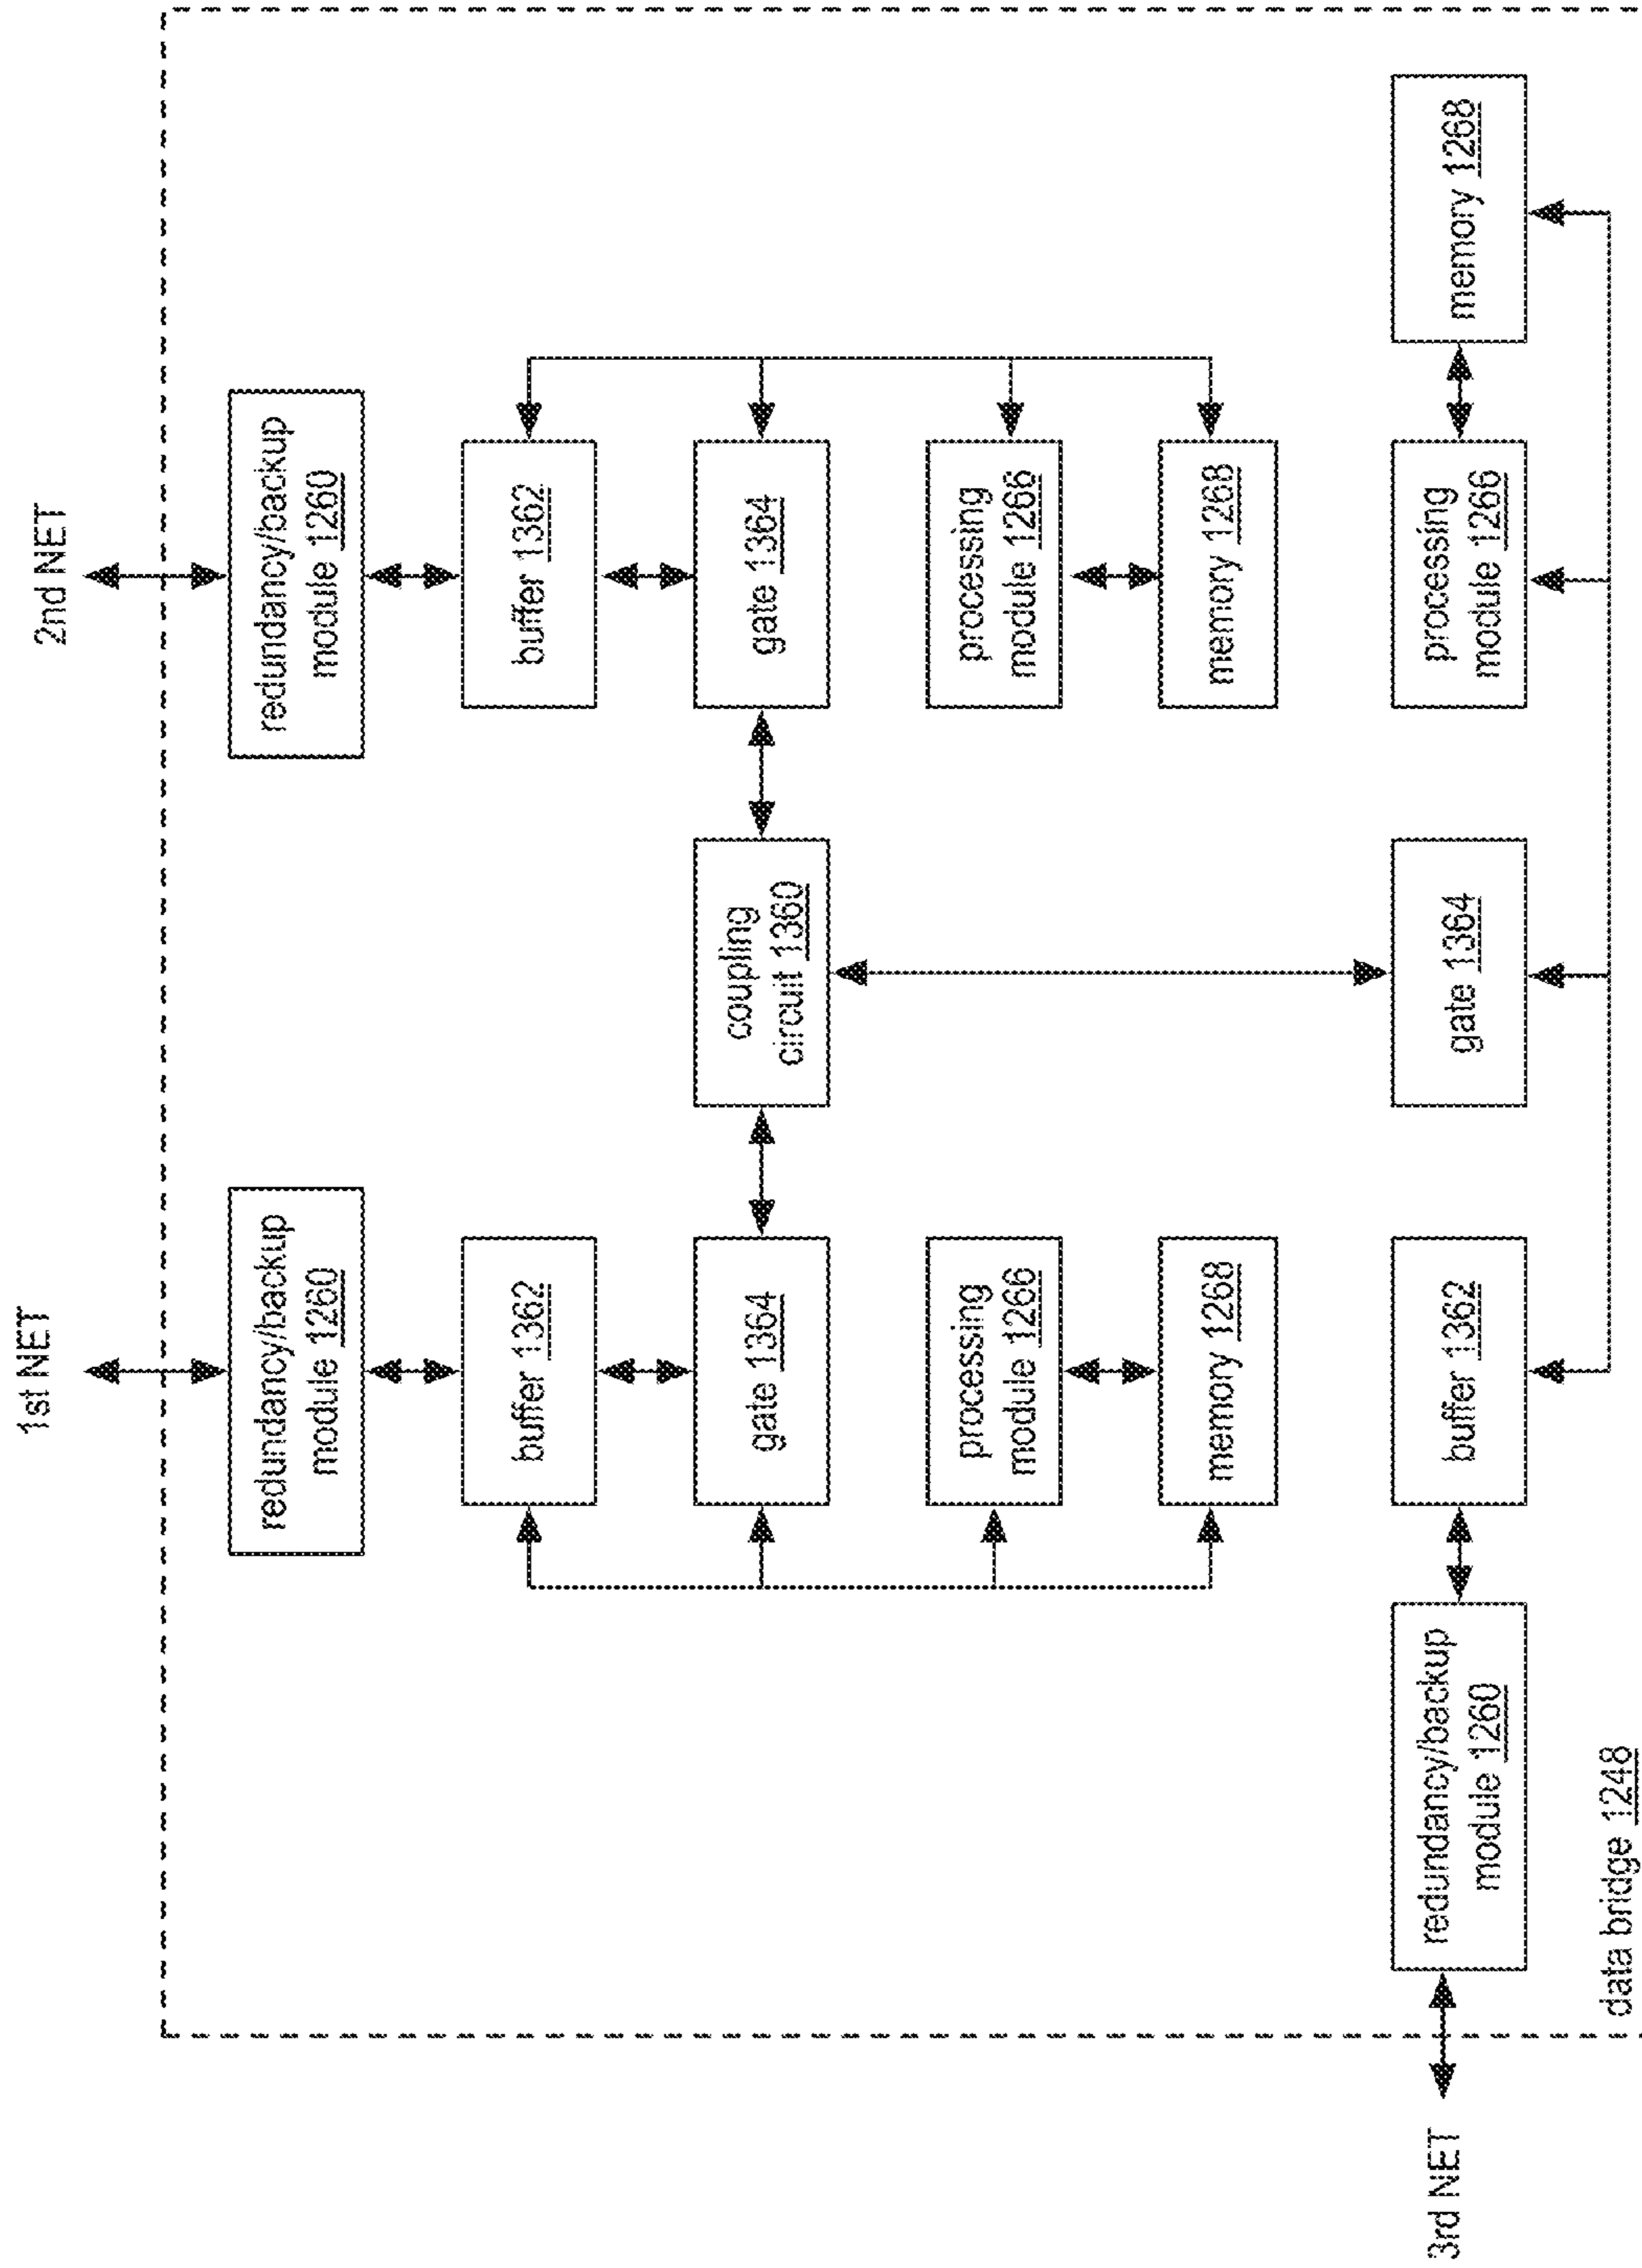 1st NET
2nd NET
redundancy/backup
module 1260
redundancy/backup
module 1260
buffer 1362
buffer 1362
gate 1364
coupling
circuit 1360
gate 1364
processing
module 1266
processing
module 1266
memory 1268
memory 1268
3rd NET
redundancy/backup
module 1260
buffer 1362
gate 1364
processing
module 1266
memory 1268
data bridge 1248